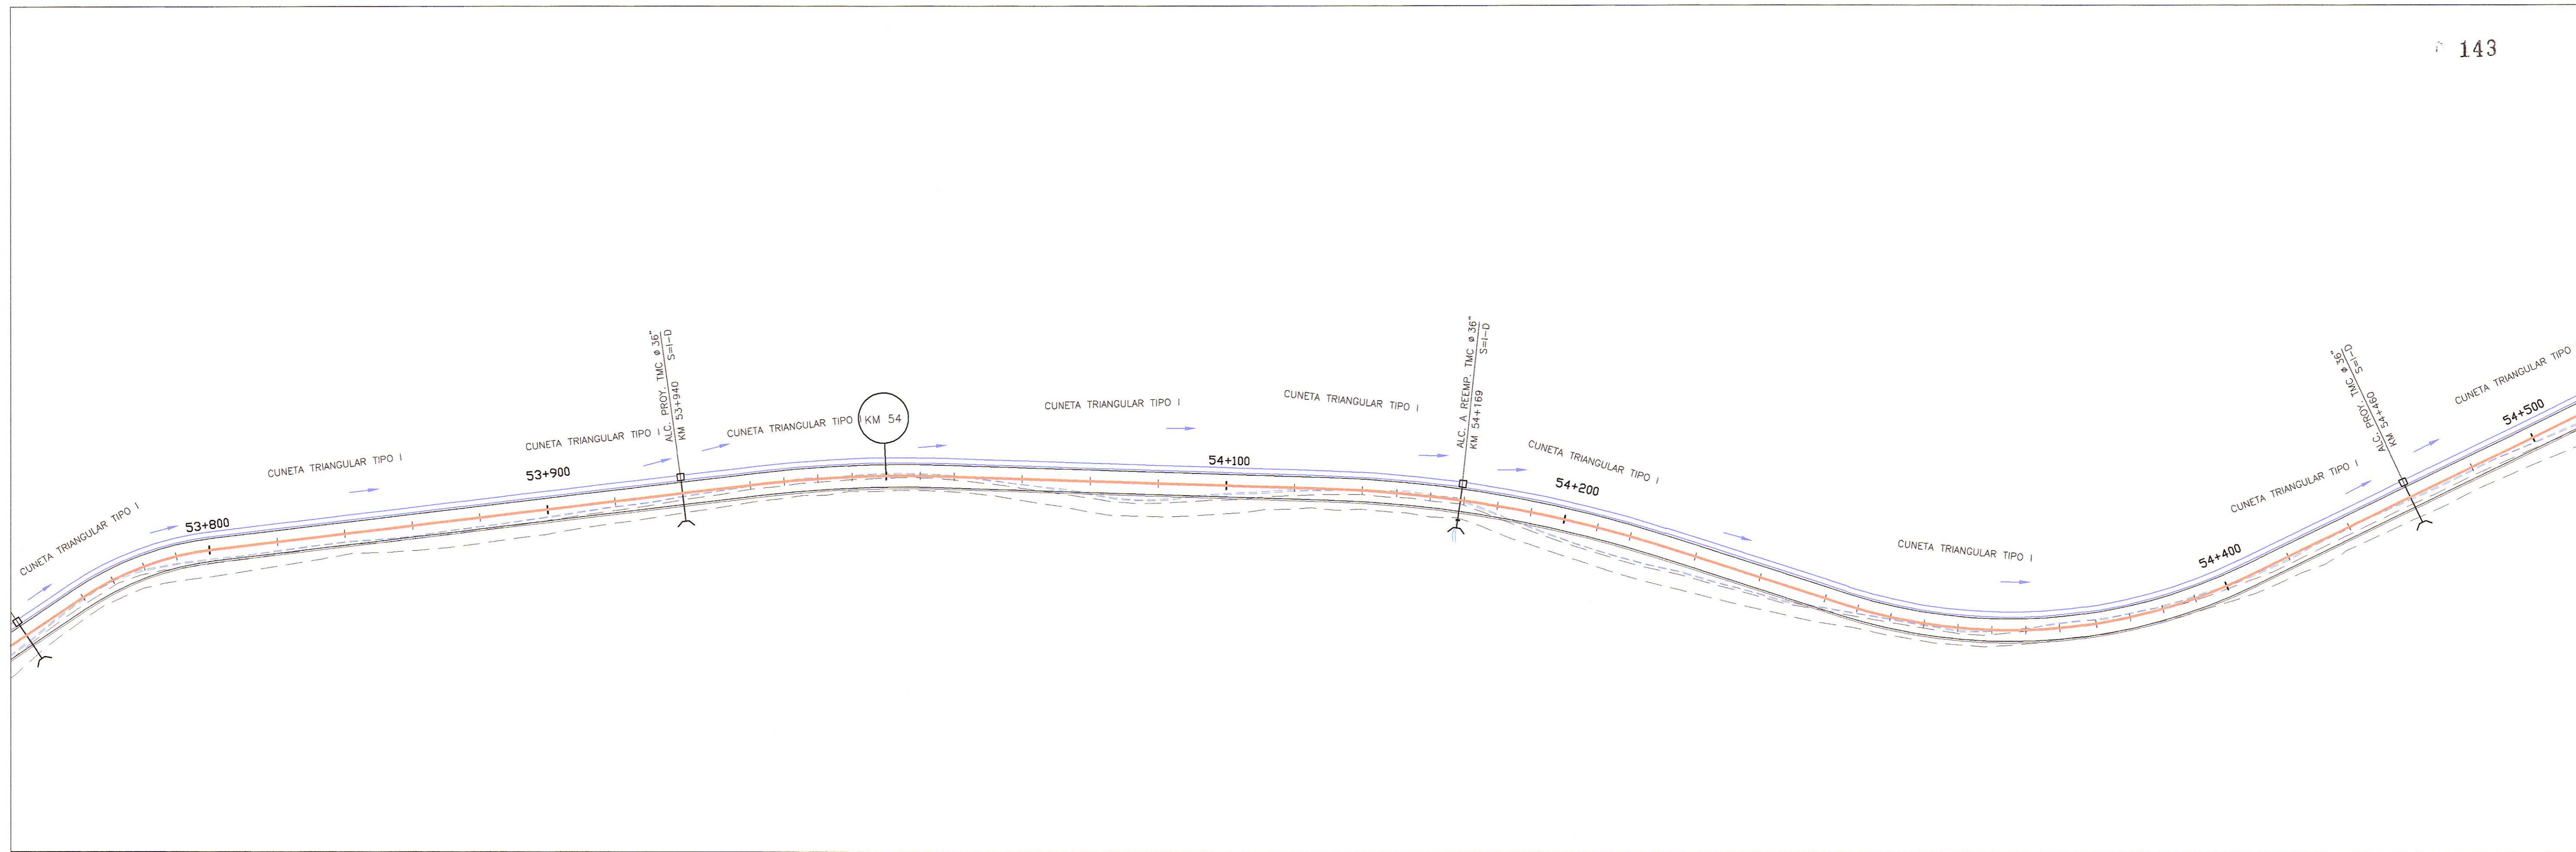 143
CUNETA TRIANGULAR TIPO I
53+800
CUNETA TRIANGULAR TIPO I
53+900
CUNETA TRIANGULAR TIPO I
ALC. PROY. TMC ø 36"
S=I-D
KM 53+940
CUNETA TRIANGULAR TIPO I
KM 54
CUNETA TRIANGULAR TIPO I
54+100
CUNETA TRIANGULAR TIPO I
ALC. A REEMP. TMC ø 36"
S=I-D
KM 54+169
CUNETA TRIANGULAR TIPO I
54+200
CUNETA TRIANGULAR TIPO I
54+400
CUNETA TRIANGULAR TIPO I
ALC. PROY. TMC ø 36"
S=I-D
KM 54+460
CUNETA TRIANGULAR TIPO
54+500